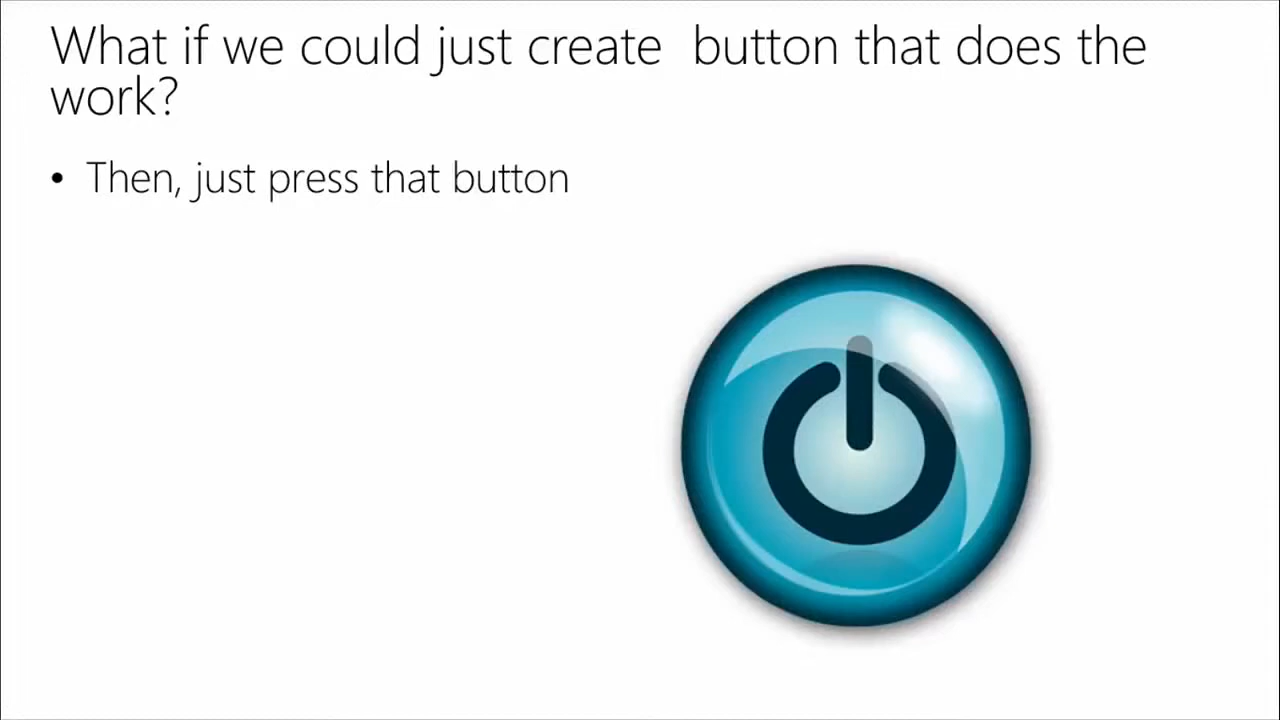 What if we could just create  button that does the
work?
• Then, just press that button